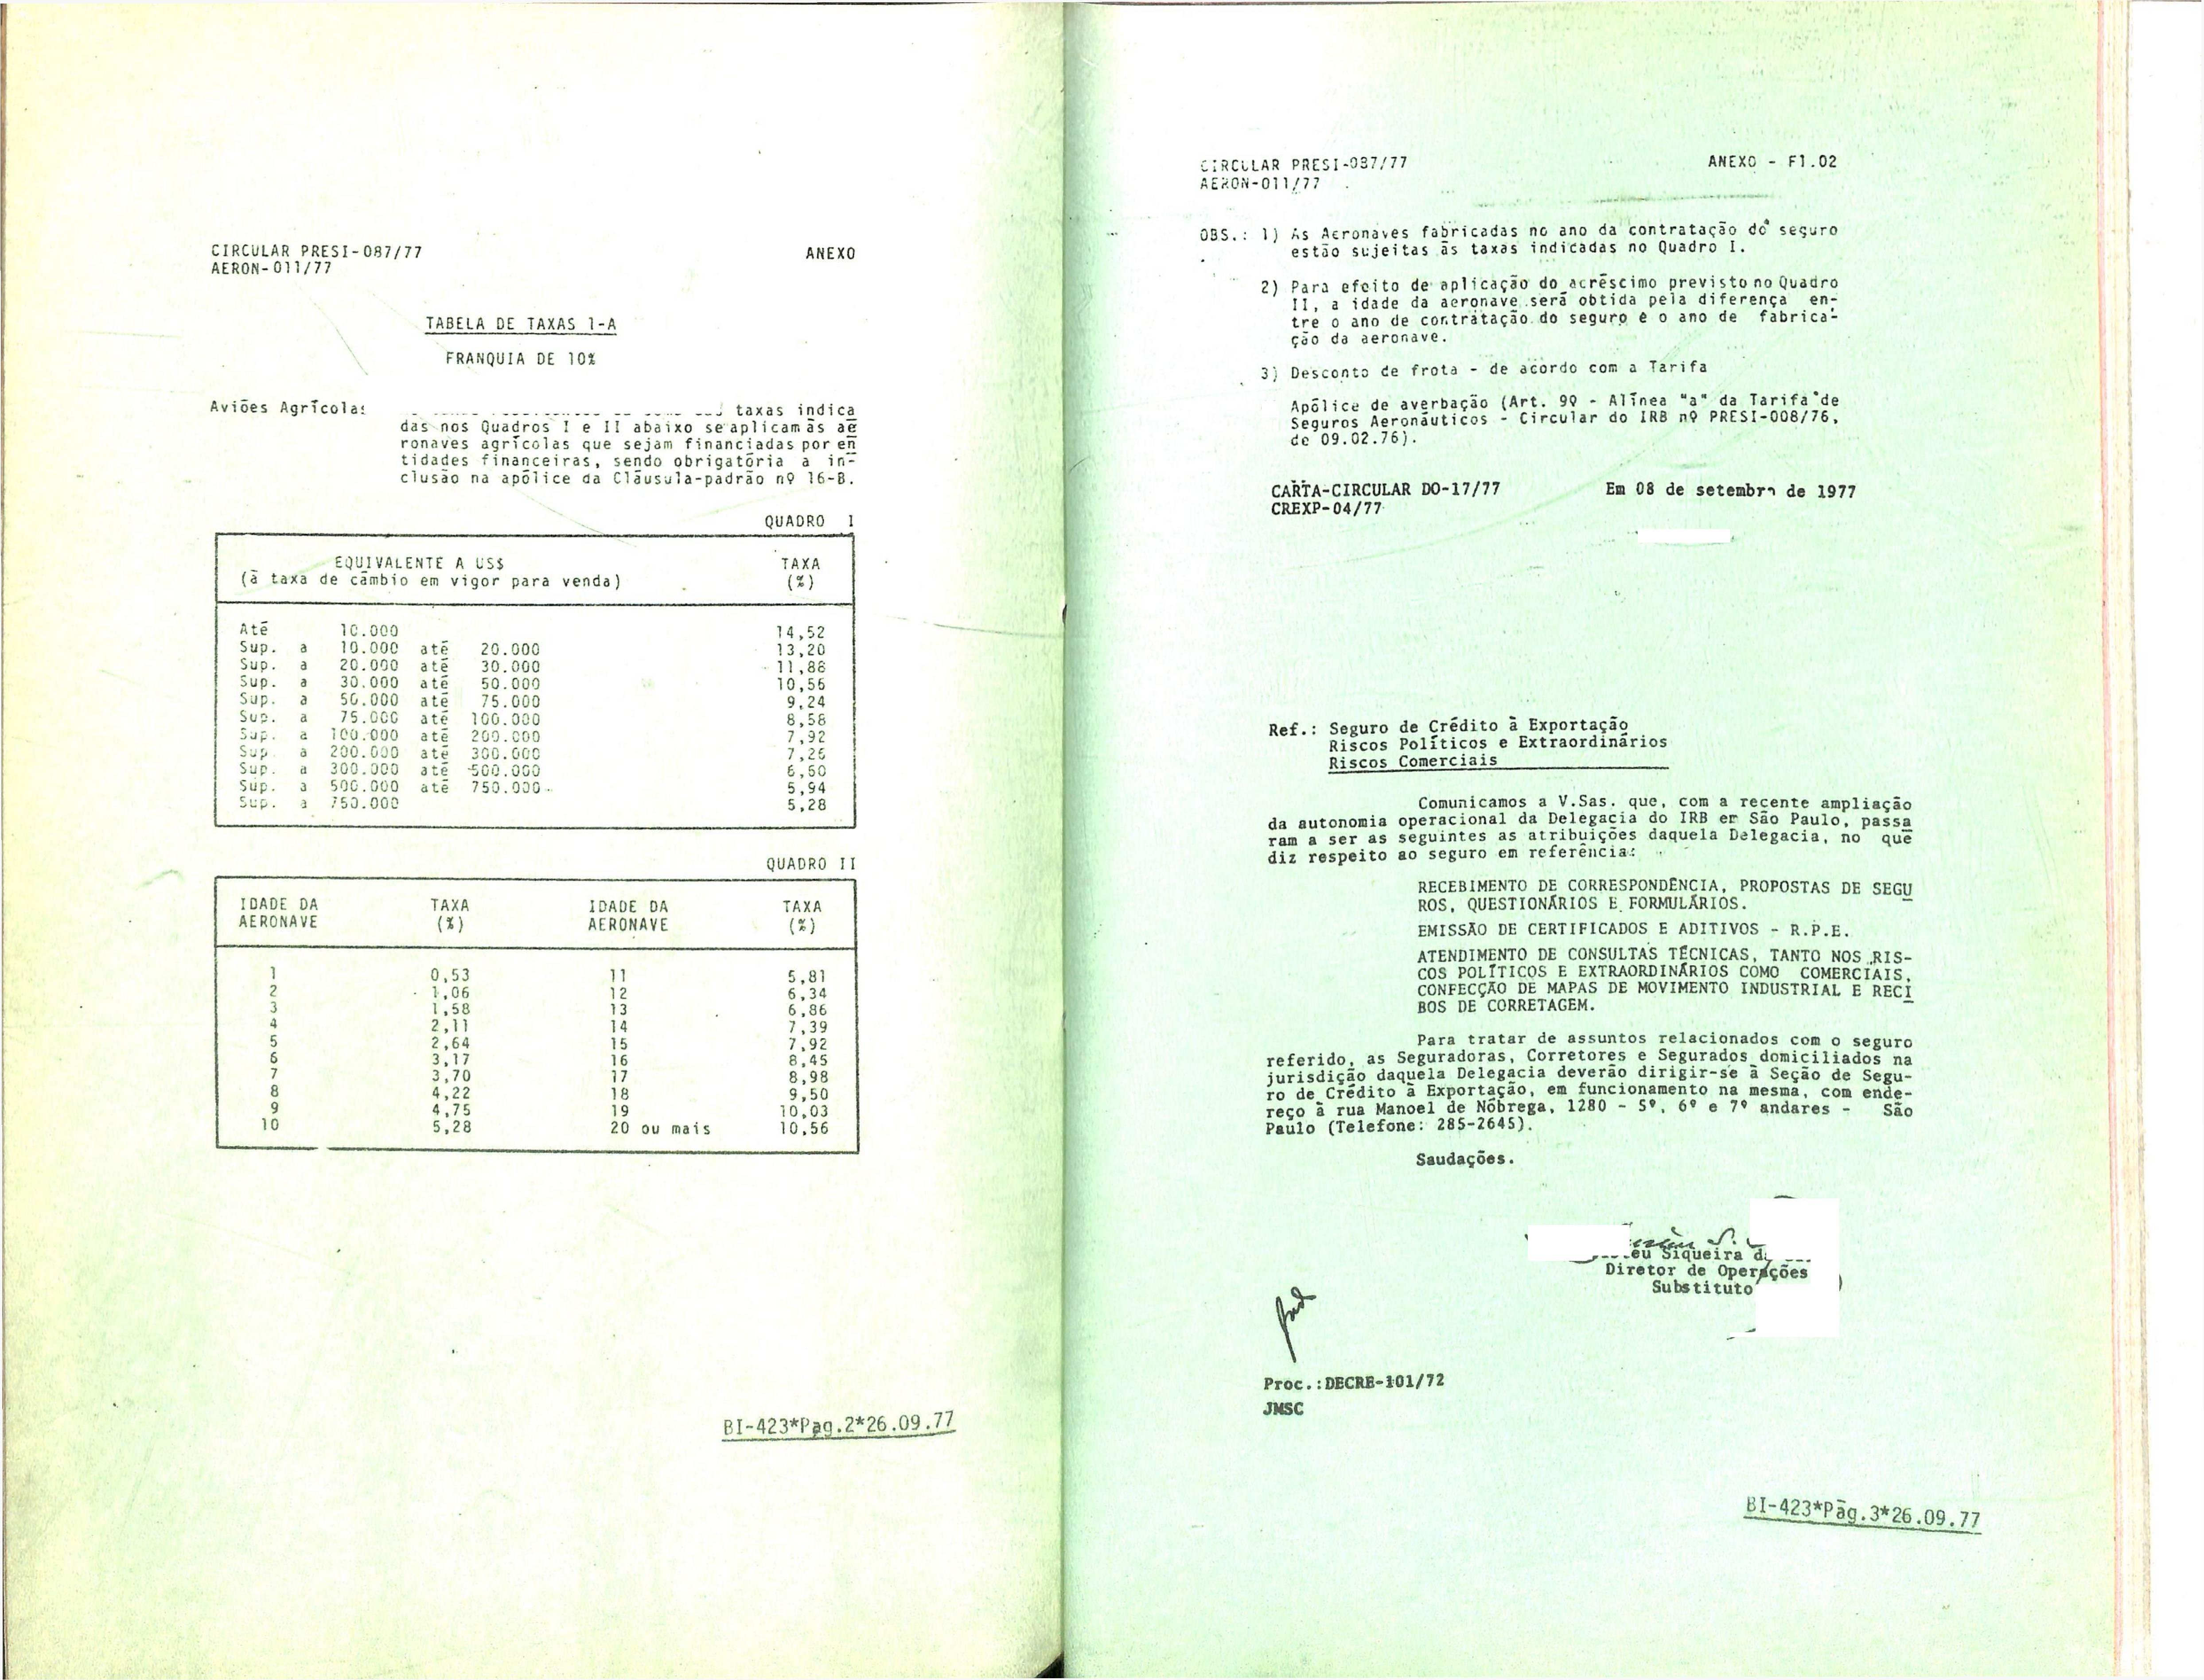 CIRCULAR PRESI-087/77 ANEXO
AERON-011/77
TABELA DE TAXAS 1-A
FRANQUIA DE 10%
Aviões Agrícolas taxas indica
das nos Quadros I e II abaixo se aplicam às ae
ronaves agrícolas que sejam financiadas por en
tidades financeiras, sendo obrigatória a in-
clusão na apólice da Cláusula-padrão nº 16-B.
QUADRO I
EQUIVALENTE A US$ TAXA
(à taxa de câmbio em vigor para venda) (%)
Até 10.000 14,52
Sup. a 10.000 até 20.000 13,20
Sup. a 20.000 até 30.000 11,88
Sup. a 30.000 até 50.000 10,56
Sup. a 50.000 até 75.000 9,24
Sup. a 75.000 até 100.000 8,58
Sup. a 100.000 até 200.000 7,92
Sup. a 200.000 até 300.000 7,26
Sup. a 300.000 até 500.000 6,50
Sup. a 500.000 até 750.000 5,94
Sup. a 750.000 5,28
QUADRO II
IDADE DA TAXA IDADE DA TAXA
AERONAVE (%) AERONAVE (%)
1 0,53 11 5,81
2 1,06 12 6,34
3 1,58 13 6,86
4 2,11 14 7,39
5 2,64 15 7,92
6 3,17 16 8,45
7 3,70 17 8,98
8 4,22 18 9,50
9 4,75 19 10,03
10 5,28 20 ou mais 10,56
BI-423*Pag.2*26.09.77
CIRCULAR PRESI-087/77 ANEXO - F1.02
AERON-011/77
OBS.: 1) As Aeronaves fabricadas no ano da contratação do seguro
estão sujeitas às taxas indicadas no Quadro I.
2) Para efeito de aplicação do acréscimo previsto no Quadro
II, a idade da aeronave será obtida pela diferença en-
tre o ano de contratação do seguro e o ano de fabrica-
ção da aeronave.
3) Desconto de frota - de acordo com a Tarifa
Apólice de averbação (Art. 9º - Alínea "a" da Tarifa de
Seguros Aeronáuticos - Circular do IRB nº PRESI-008/76,
de 09.02.76).
CARTA-CIRCULAR DO-17/77 Em 08 de setembro de 1977
CREXP-04/77
Ref.: Seguro de Crédito à Exportação
Riscos Políticos e Extraordinários
Riscos Comerciais
Comunicamos a V.Sas. que, com a recente ampliação
da autonomia operacional da Delegacia do IRB em São Paulo, passa
ram a ser as seguintes as atribuições daquela Delegacia, no que
diz respeito ao seguro em referência:
RECEBIMENTO DE CORRESPONDÊNCIA, PROPOSTAS DE SEGU
ROS, QUESTIONÁRIOS E FORMULÁRIOS.
EMISSÃO DE CERTIFICADOS E ADITIVOS - R.P.E.
ATENDIMENTO DE CONSULTAS TÉCNICAS, TANTO NOS RIS-
COS POLÍTICOS E EXTRAORDINÁRIOS COMO COMERCIAIS,
CONFECÇÃO DE MAPAS DE MOVIMENTO INDUSTRIAL E RECI
BOS DE CORRETAGEM.
Para tratar de assuntos relacionados com o seguro
referido, as Seguradoras, Corretores e Segurados domiciliados na
jurisdição daquela Delegacia deverão dirigir-se à Seção de Segu-
ro de Crédito à Exportação, em funcionamento na mesma, com ende-
reço à rua Manoel de Nóbrega, 1280 - 5º, 6º e 7º andares - São
Paulo (Telefone: 285-2645).
Saudações.
Siqueira
Diretor de Operações
Substituto
Proc.:DECRE-101/72
JMSC
BI-423*Pág.3*26.09.77